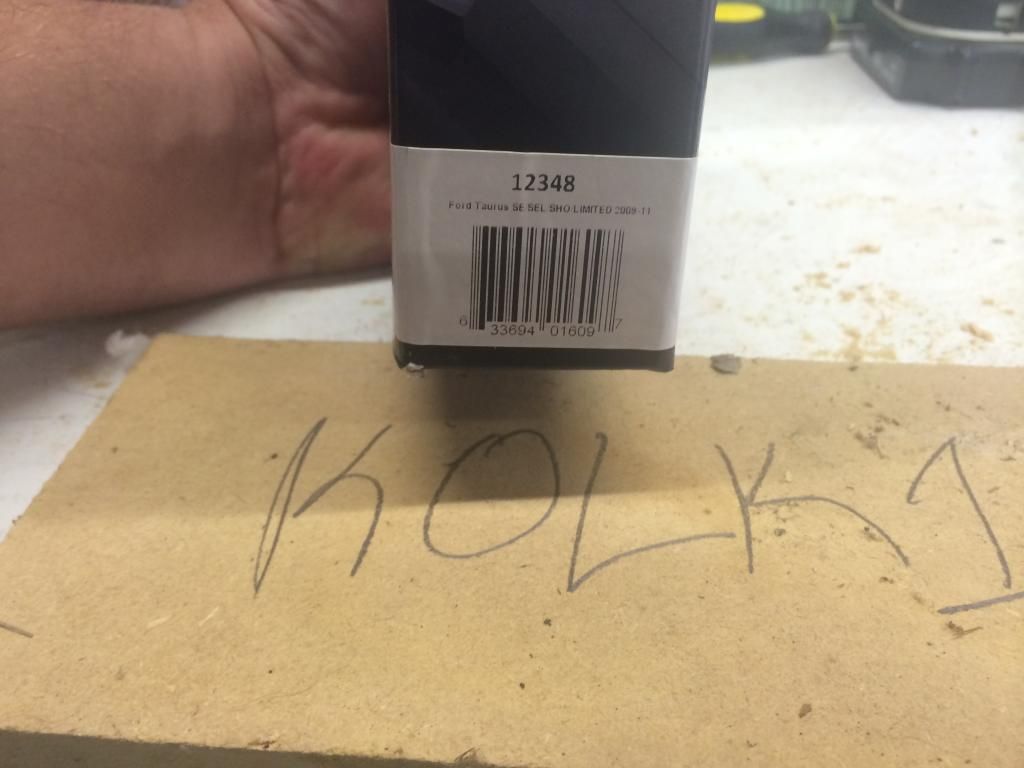 12348
Ford Taurus SE SEL SHO LIMITED 2009-11
6 33694 01609 7
KOLK1